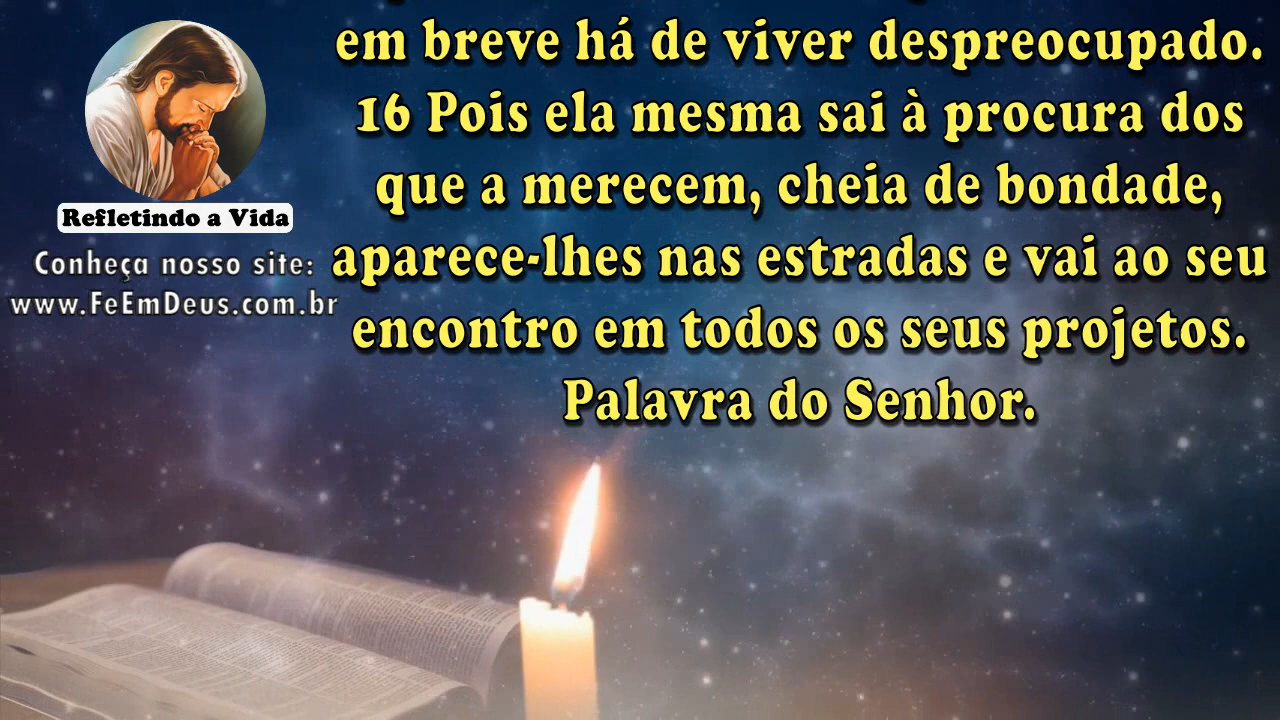 em breve há de viver despreocupado.
16 Pois ela mesma sai à procura dos
que a merecem, cheia de bondade,
aparece-lhes nas estradas e vai ao seu
encontro em todos os seus projetos.
Palavra do Senhor.
Refletindo a Vida
Conheça nosso site:
www.FeEmDeus.com.br